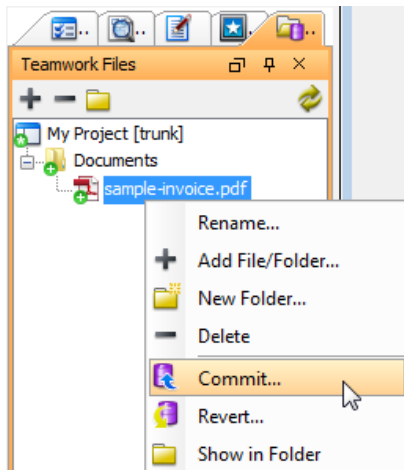 Teamwork Files
My Project [trunk]
Documents
sample-invoice.pdf
Rename...
Add File/Folder...
New Folder...
Delete
Commit...
Revert...
Show in Folder